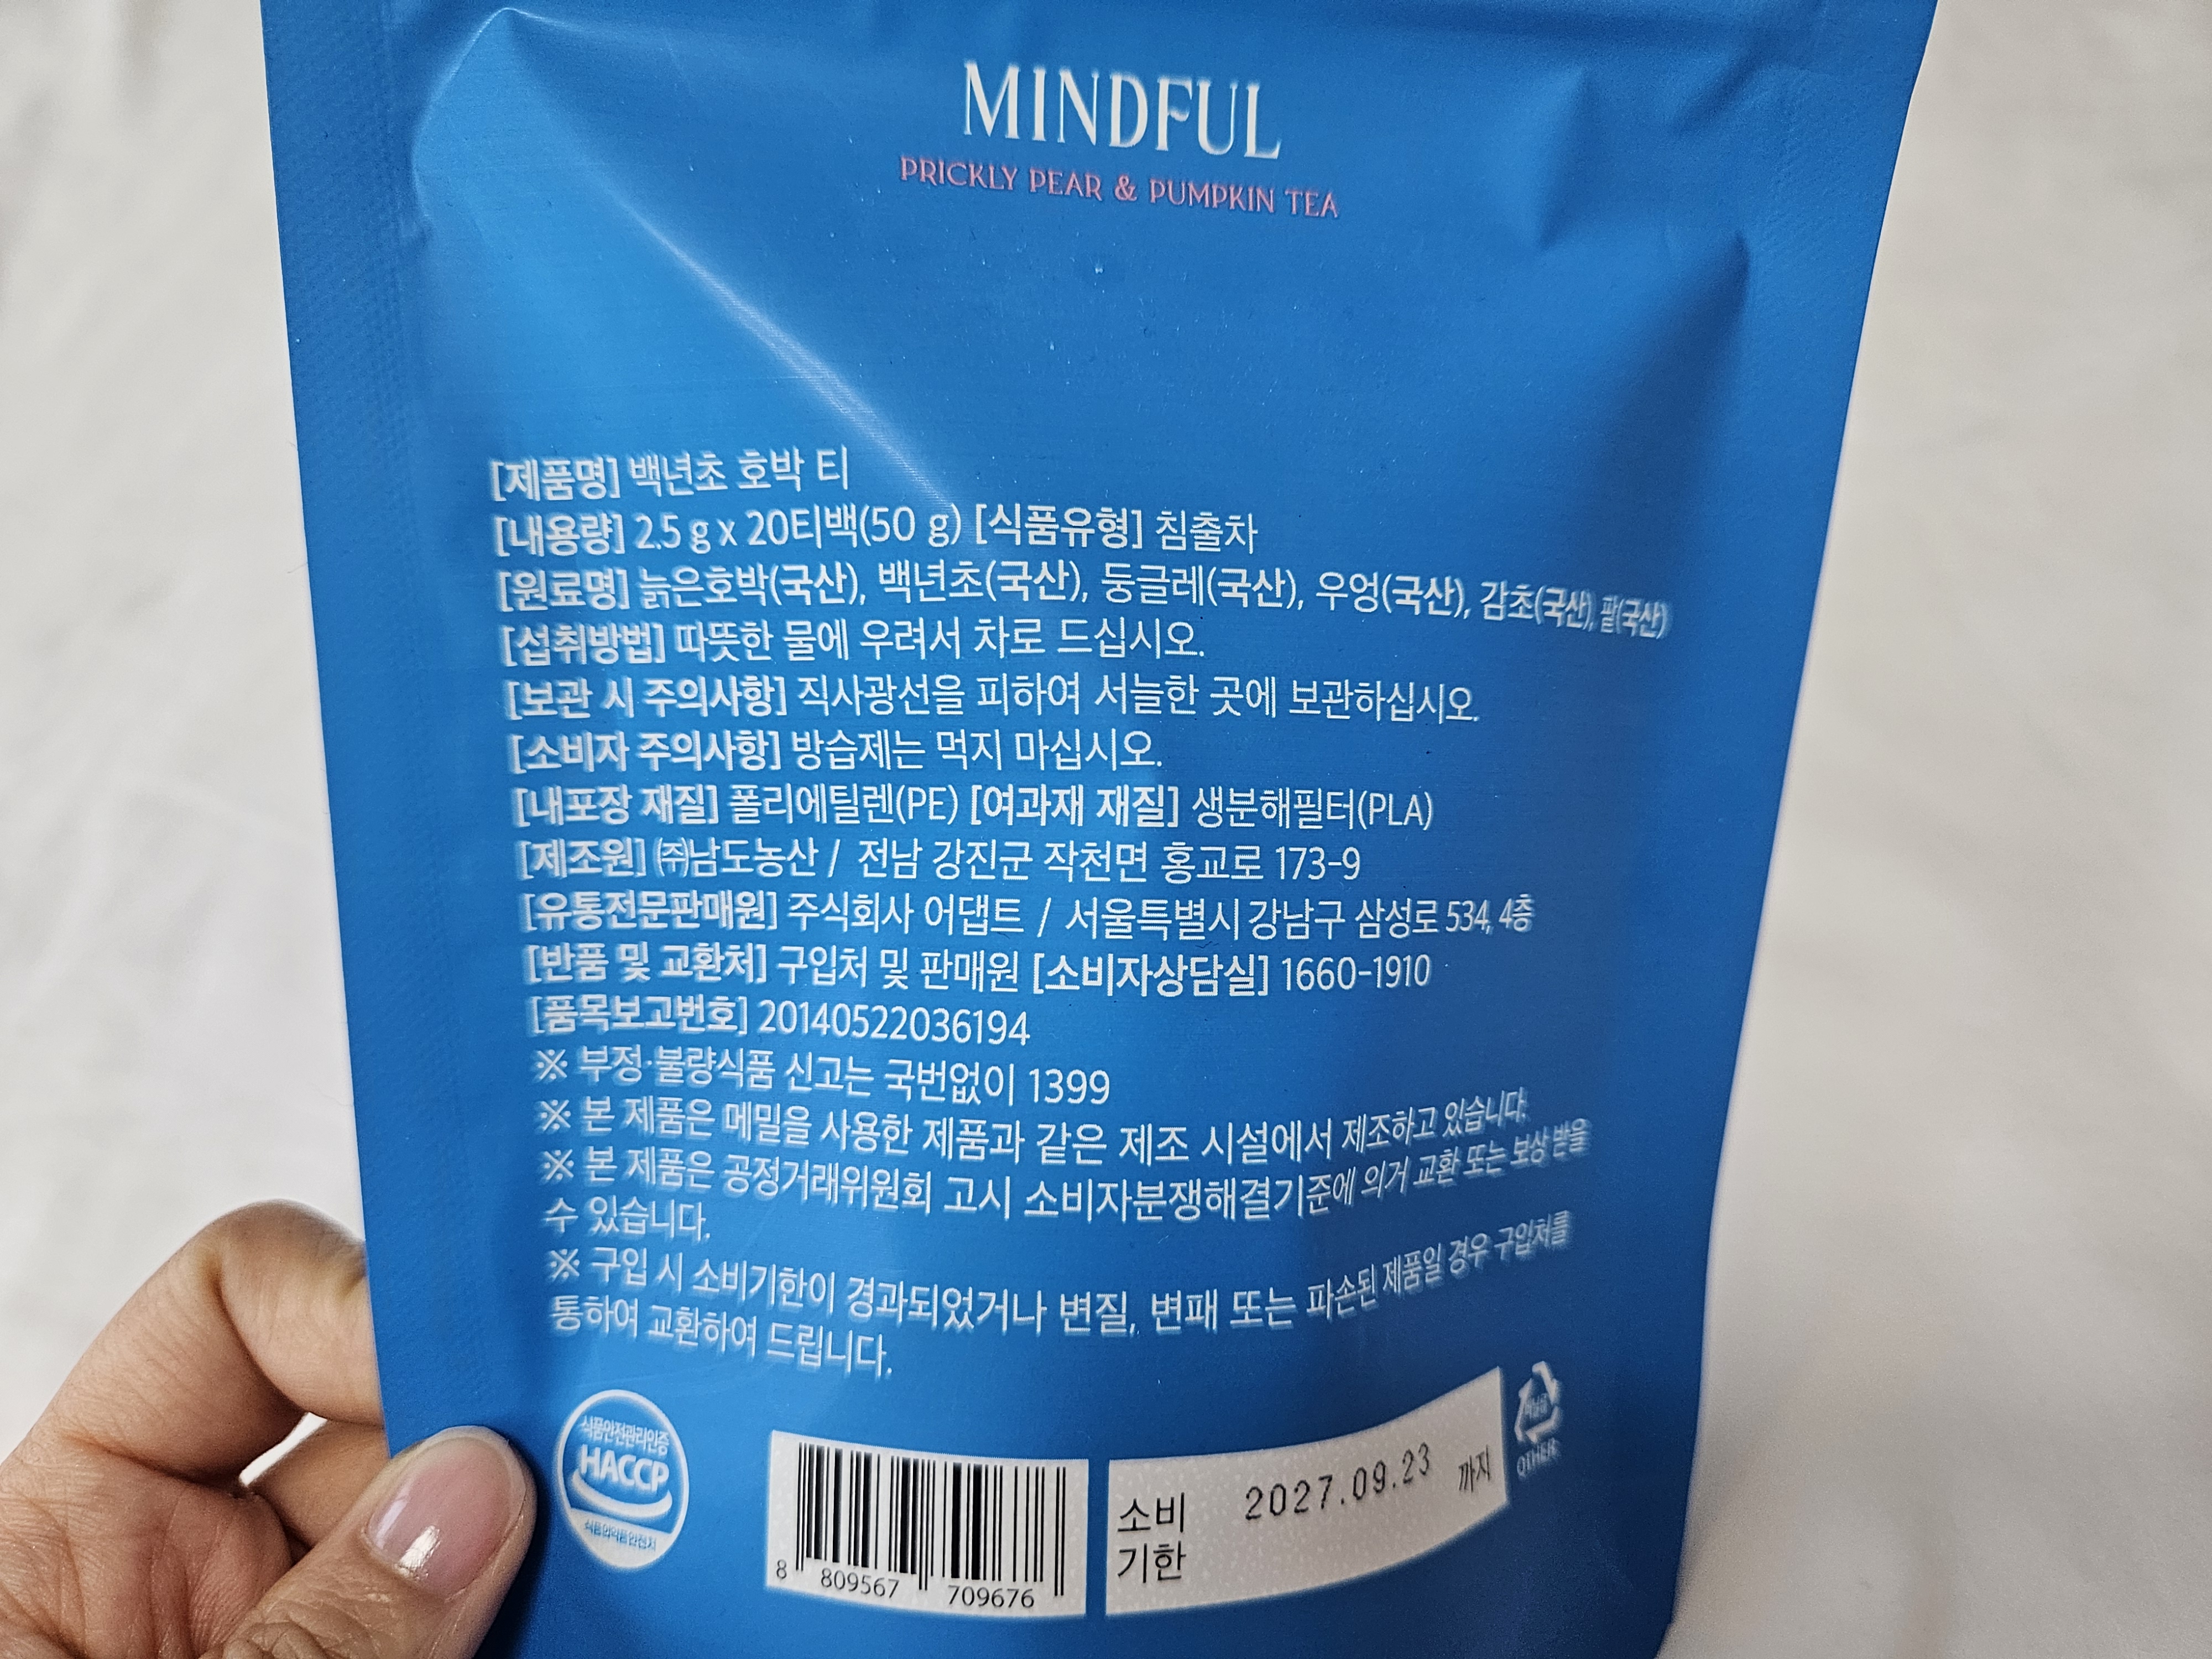 MINDFUL
PRICKLY PEAR & PUMPKIN TEA
[제품명] 백년초 호박 티
[내용량] 2.5 g x 20티백(50 g) [식품유형] 침출차
[원료명] 늙은호박(국산), 백년초(국산), 둥글레(국산), 우엉(국산), 감초(국산), 팥(국산)
[섭취방법] 따뜻한 물에 우려서 차로 드십시오.
[보관 시 주의사항] 직사광선을 피하여 서늘한 곳에 보관하십시오.
[소비자 주의사항] 방습제는 먹지 마십시오.
[내포장 재질] 폴리에틸렌(PE) [여과재 재질] 생분해필터(PLA)
[제조원] ㈜남도농산 / 전남 강진군 작천면 홍교로 173-9
[유통전문판매원] 주식회사 어댑트 / 서울특별시 강남구 삼성로 534, 4층
[반품 및 교환처] 구입처 및 판매원 [소비자상담실] 1660-1910
[품목보고번호] 20140522036194
※ 부정·불량식품 신고는 국번없이 1399
※ 본 제품은 메밀을 사용한 제품과 같은 제조 시설에서 제조하고 있습니다.
※ 본 제품은 공정거래위원회 고시 소비자분쟁해결기준에 의거 교환 또는 보상 받을
수 있습니다.
※ 구입 시 소비기한이 경과되었거나 변질, 변패 또는 파손된 제품일 경우 구입처를
통하여 교환하여 드립니다.
식품안전관리인증
HACCP
식품의약품안전처
8 809567 709676
소비
기한
2027.09.23 까지
OTHER